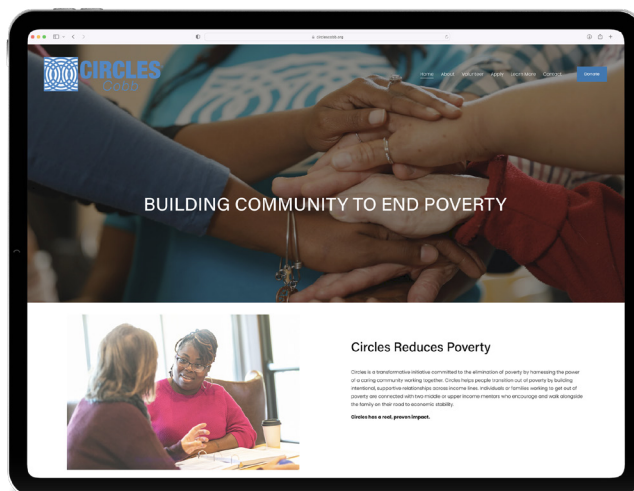 circlescobb.org
CIRCLES
Cobb
Home About Volunteer Apply Learn More Contact Donate
BUILDING COMMUNITY TO END POVERTY
Circles Reduces Poverty
Circles is a transformative initiative committed to the elimination of poverty by harnessing the power
of a caring community working together. Circles helps people transition out of poverty by building
intentional, supportive relationships across income lines. Individuals or families working to get out of
poverty are connected with two middle or upper income mentors who encourage and walk alongside
the family on their road to economic stability.
Circles has a real, proven impact.